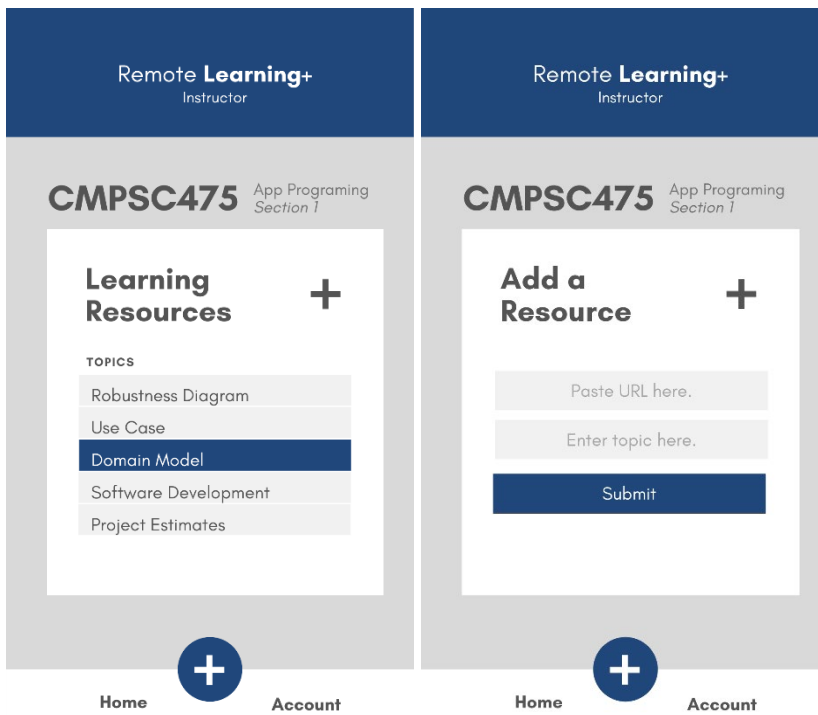 Remote Learning+
Instructor
CMPSC475
App Programing
Section 1
Learning
Resources
+
TOPICS
Robustness Diagram
Use Case
Domain Model
Software Development
Project Estimates
+
Home
Account
Remote Learning+
Instructor
CMPSC475
App Programing
Section 1
Add a
Resource
+
Paste URL here.
Enter topic here.
Submit
+
Home
Account